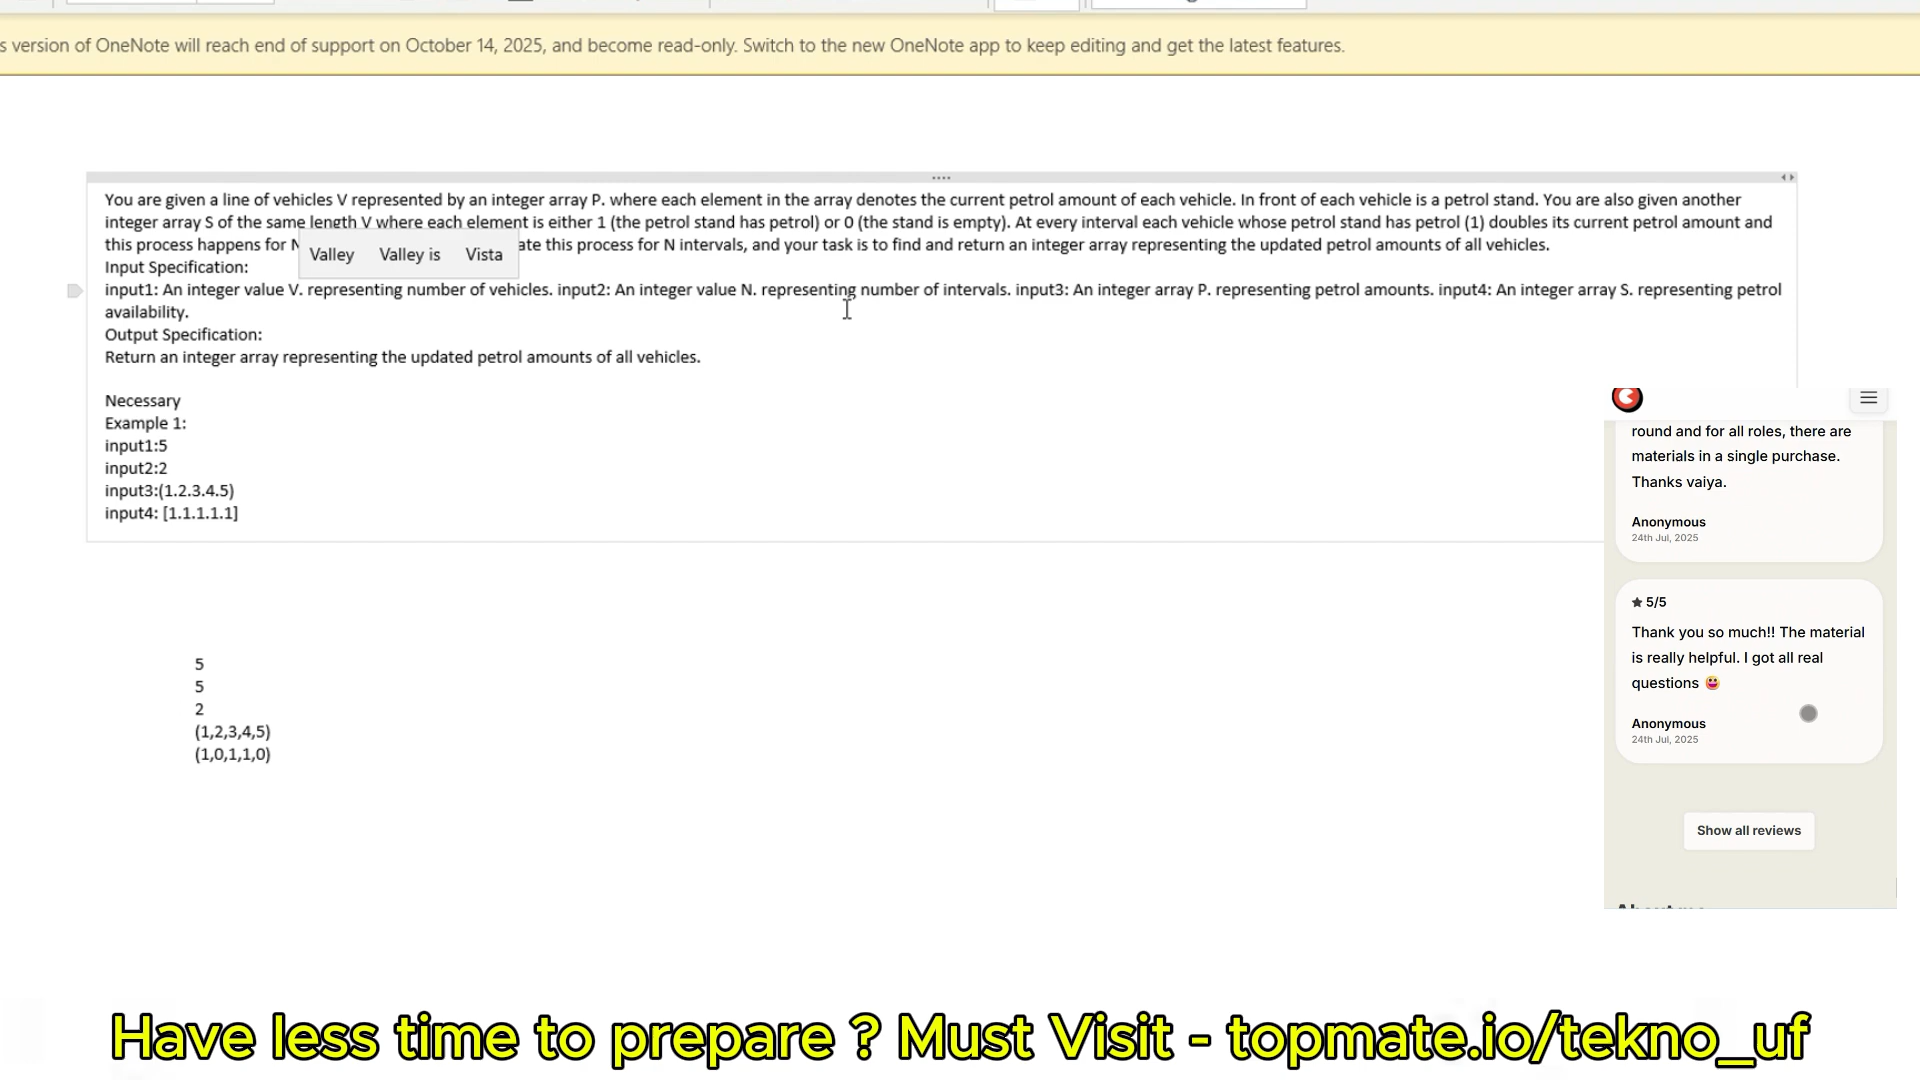 s version of OneNote will reach end of support on October 14, 2025, and become read-only. Switch to the new OneNote app to keep editing and get the latest features.
You are given a line of vehicles V represented by an integer array P. where each element in the array denotes the current petrol amount of each vehicle. In front of each vehicle is a petrol stand. You are also given another
integer array S of the same length V where each element is either 1 (the petrol stand has petrol) or 0 (the stand is empty). At every interval each vehicle whose petrol stand has petrol (1) doubles its current petrol amount and
this process happens for N ate this process for N intervals, and your task is to find and return an integer array representing the updated petrol amounts of all vehicles.
Valley Valley is Vista
Input Specification:
input1: An integer value V. representing number of vehicles. input2: An integer value N. representing number of intervals. input3: An integer array P. representing petrol amounts. input4: An integer array S. representing petrol
availability.
Output Specification:
Return an integer array representing the updated petrol amounts of all vehicles.
Necessary
Example 1:
input1:5
input2:2
input3:(1.2.3.4.5)
input4: [1.1.1.1.1]
5
5
2
(1,2,3,4,5)
(1,0,1,1,0)
round and for all roles, there are
materials in a single purchase.
Thanks vaiya.
Anonymous
24th Jul, 2025
5/5
Thank you so much!! The material
is really helpful. I got all real
questions 😀
Anonymous
24th Jul, 2025
Show all reviews
Have less time to prepare ? Must Visit - topmate.io/tekno_uf